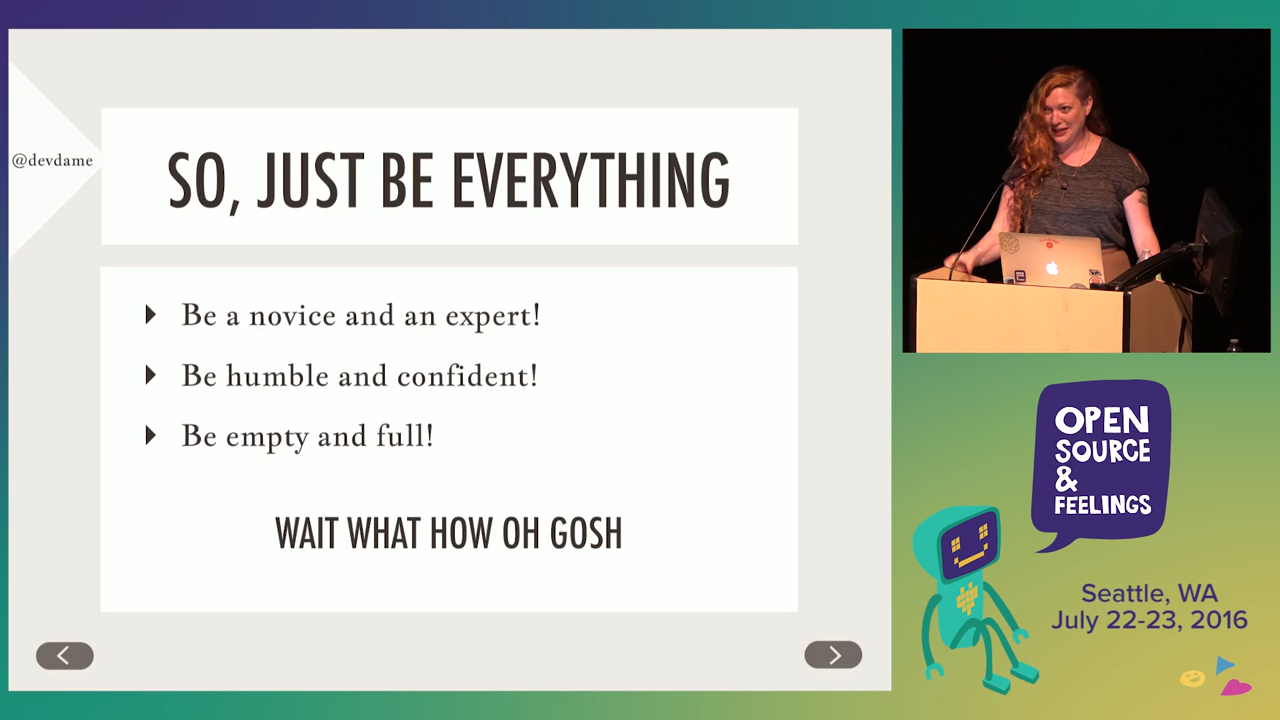 @devdame
SO, JUST BE EVERYTHING
Be a novice and an expert!
Be humble and confident!
Be empty and full!
WAIT WHAT HOW OH GOSH
OPEN
SOURCE
&
FEELINGS
Seattle, WA
July 22-23, 2016